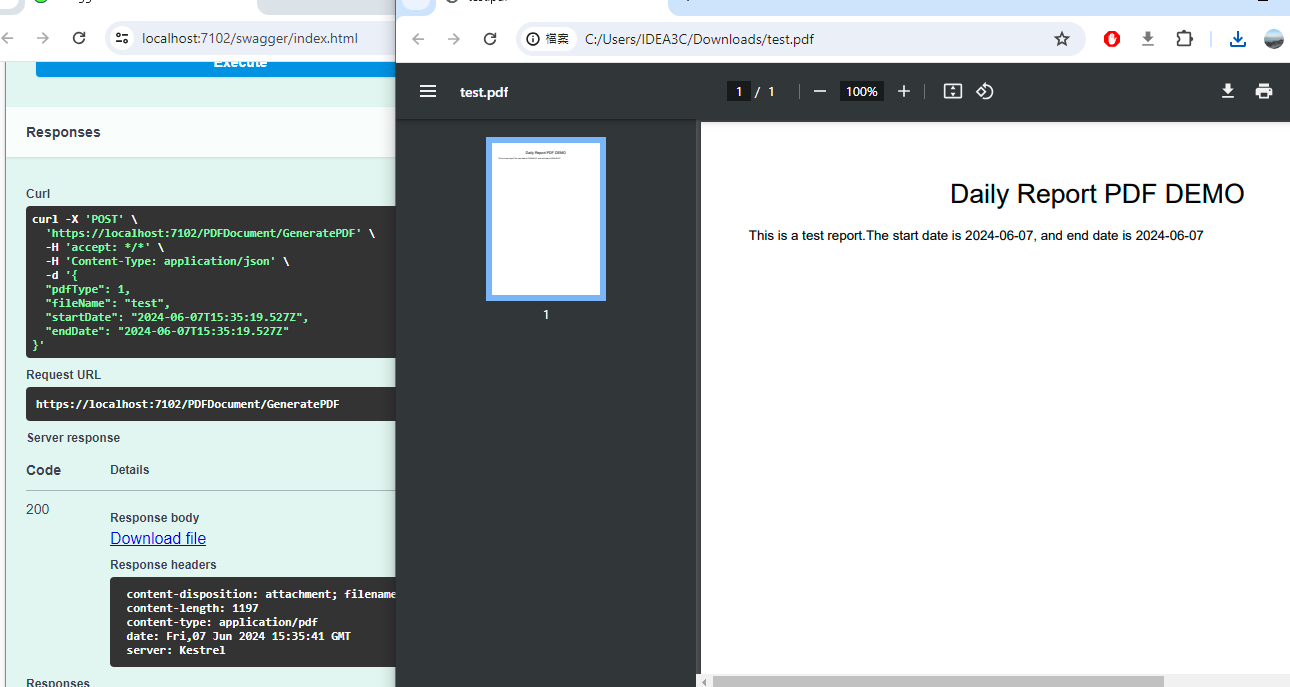 localhost:7102/swagger/index.html
Execute
Responses
Curl
curl -X 'POST' \
'https://localhost:7102/PDFDocument/GeneratePDF' \
-H 'accept: */*' \
-H 'Content-Type: application/json' \
-d '{
"pdfType": 1,
"fileName": "test",
"startDate": "2024-06-07T15:35:19.527Z",
"endDate": "2024-06-07T15:35:19.527Z"
}'
Request URL
https://localhost:7102/PDFDocument/GeneratePDF
Server response
Code Details
200
Response body
Download file
Response headers
content-disposition: attachment; filename
content-length: 1197
content-type: application/pdf
date: Fri,07 Jun 2024 15:35:41 GMT
server: Kestrel
Responses
檔案 C:/Users/IDEA3C/Downloads/test.pdf
test.pdf
1 / 1
100%
Daily Report PDF DEMO
1
Daily Report PDF DEMO
This is a test report.The start date is 2024-06-07, and end date is 2024-06-07